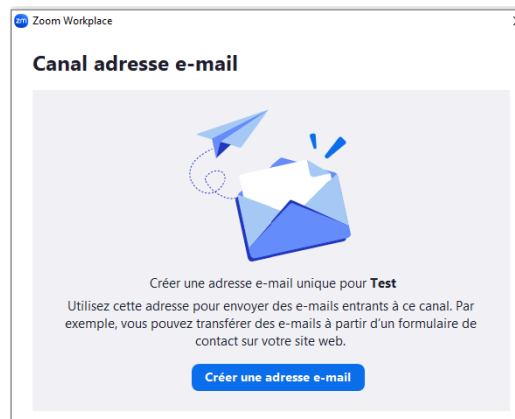 zm Zoom Workplace
Canal adresse e-mail
Créer une adresse e-mail unique pour Test
Utilisez cette adresse pour envoyer des e-mails entrants à ce canal. Par
exemple, vous pouvez transférer des e-mails à partir d'un formulaire de
contact sur votre site web.
Créer une adresse e-mail